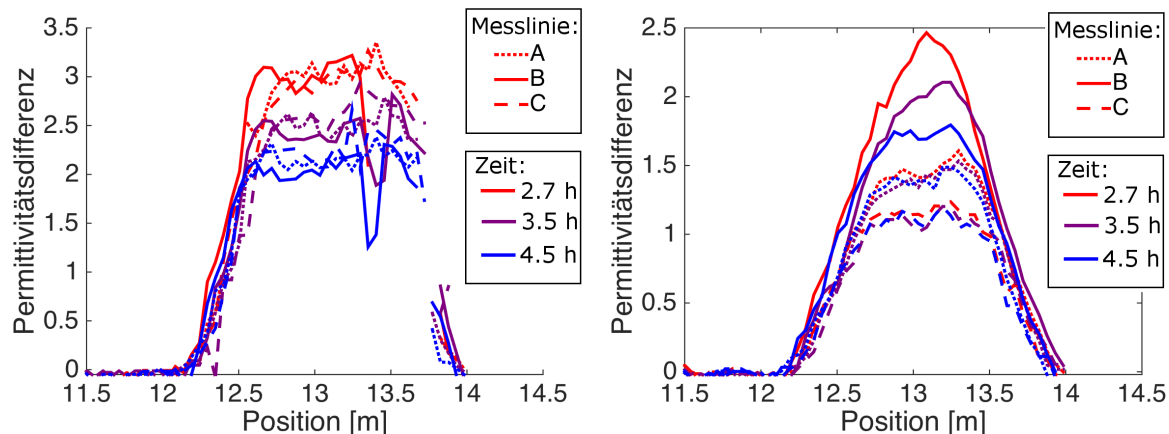 3.5
3
2.5
2
1.5
1
0.5
0
Permittivitätsdifferenz
11.5 12 12.5 13 13.5 14 14.5
Position [m]
Messlinie:
A
B
C
Zeit:
2.7 h
3.5 h
4.5 h
2.5
2
1.5
1
0.5
0
Permittivitätsdifferenz
11.5 12 12.5 13 13.5 14 14.5
Position [m]
Messlinie:
A
B
C
Zeit:
2.7 h
3.5 h
4.5 h